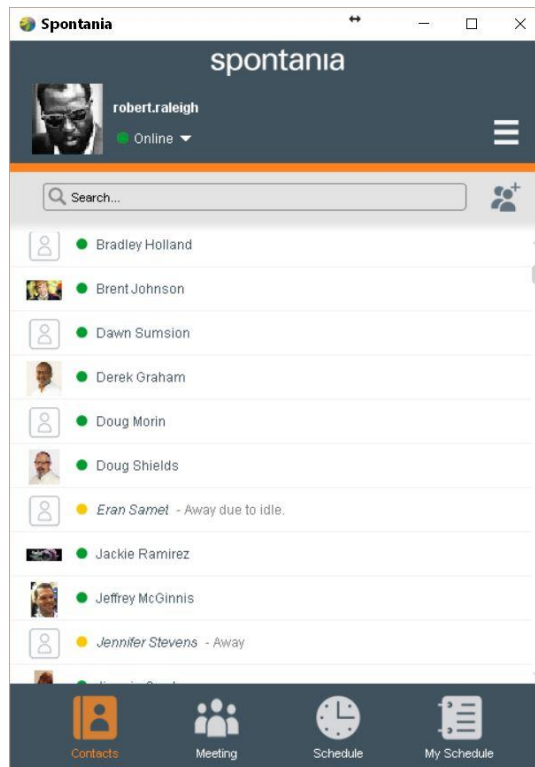 Spontania
spontania
robert.raleigh
Online
Search...
Bradley Holland
Brent Johnson
Dawn Sumsion
Derek Graham
Doug Morin
Doug Shields
Eran Samet - Away due to idle.
Jackie Ramirez
Jeffrey McGinnis
Jennifer Stevens - Away
Contacts
Meeting
Schedule
My Schedule